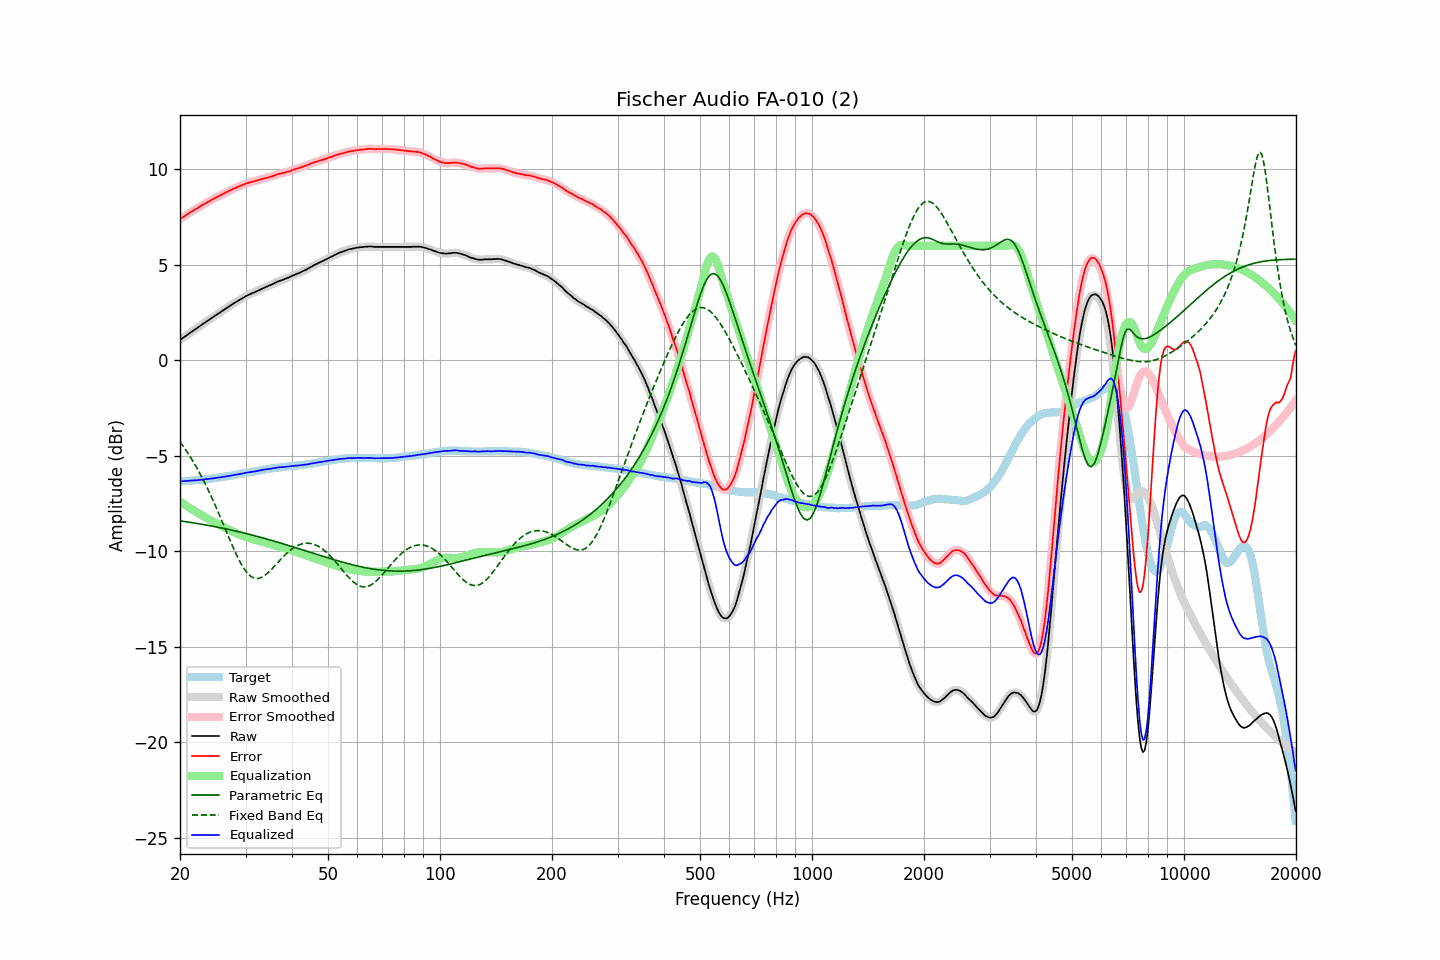 Fischer Audio FA-010 (2)
Amplitude (dBr)
10
5
0
−5
−10
−15
−20
−25
Target
Raw Smoothed
Error Smoothed
Raw
Error
Equalization
Parametric Eq
Fixed Band Eq
Equalized
20 50 100 200 500 1000 2000 5000 10000 20000
Frequency (Hz)